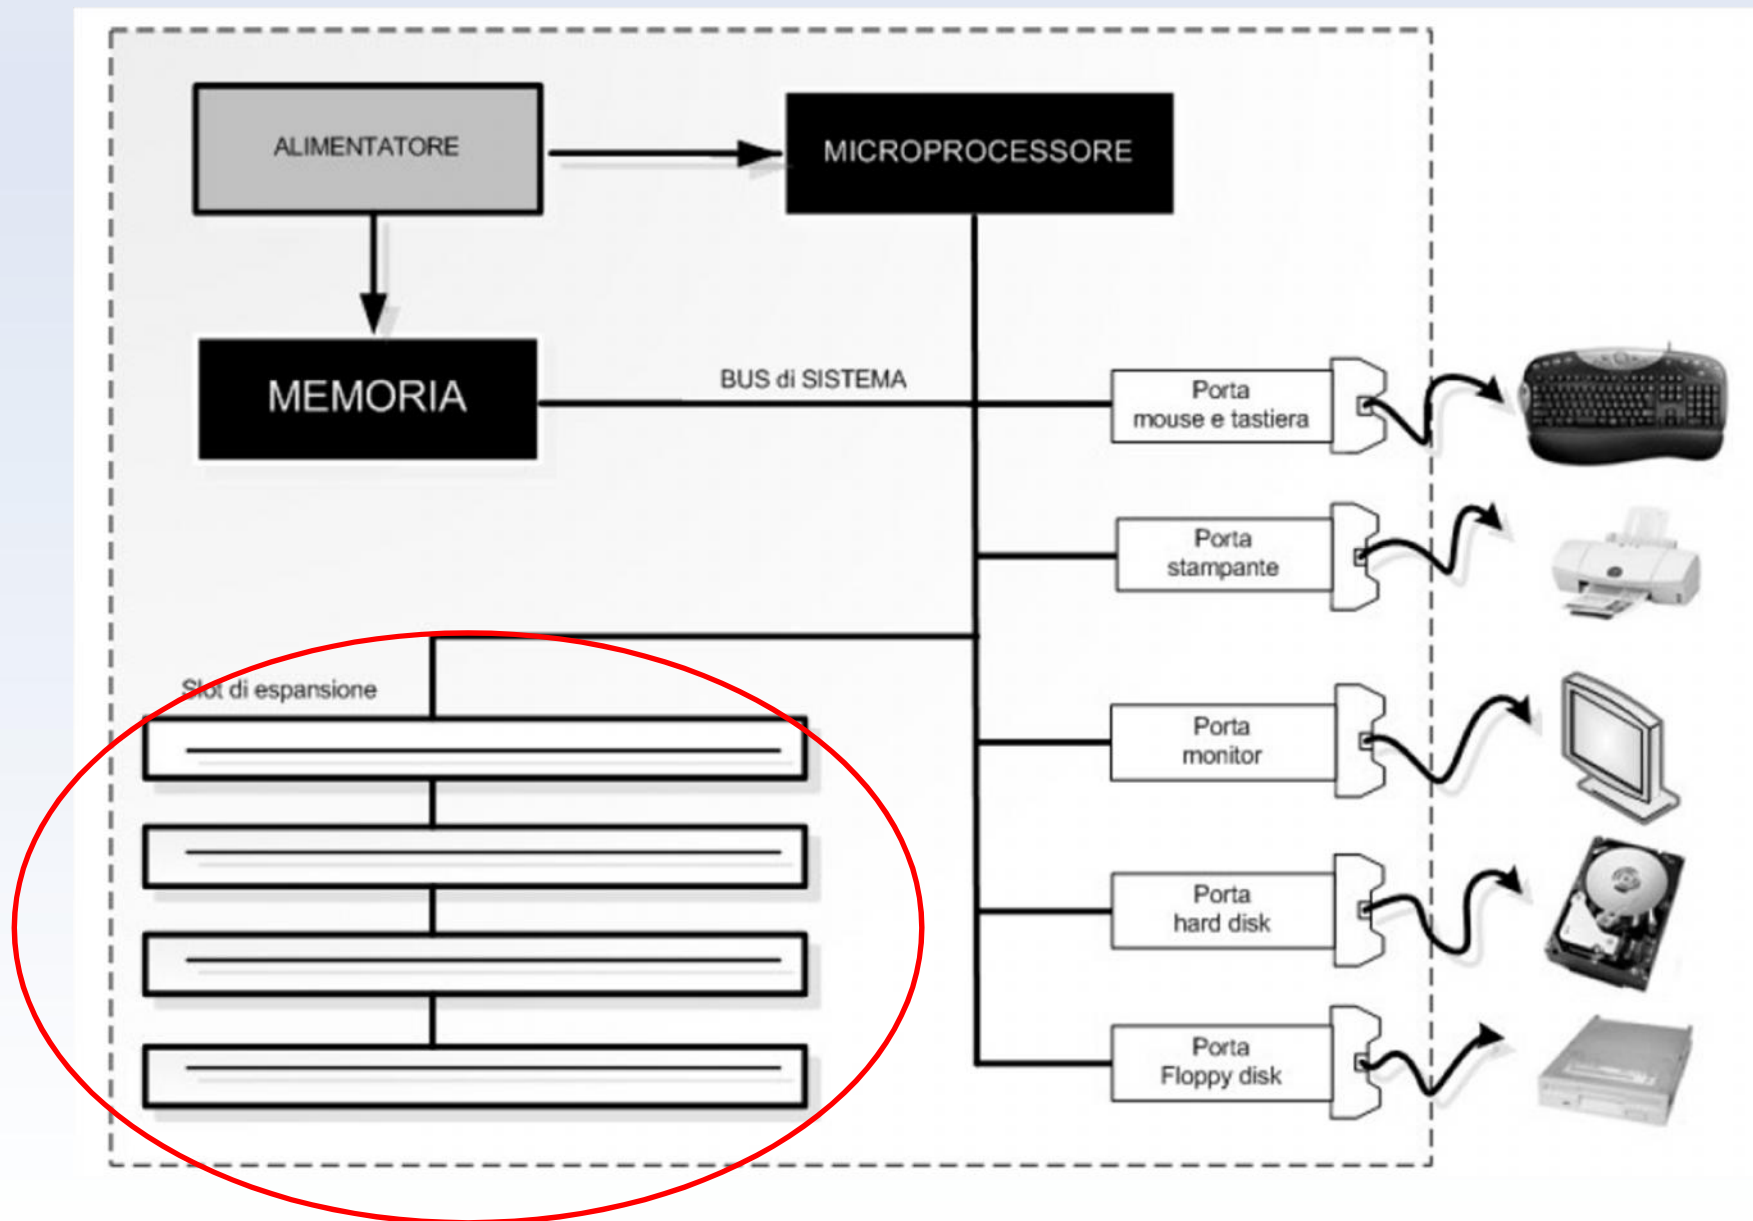 ALIMENTATORE
MICROPROCESSORE
MEMORIA
BUS di SISTEMA
Porta
mouse e tastiera
Porta
stampante
Slot di espansione
Porta
monitor
Porta
hard disk
Porta
Floppy disk